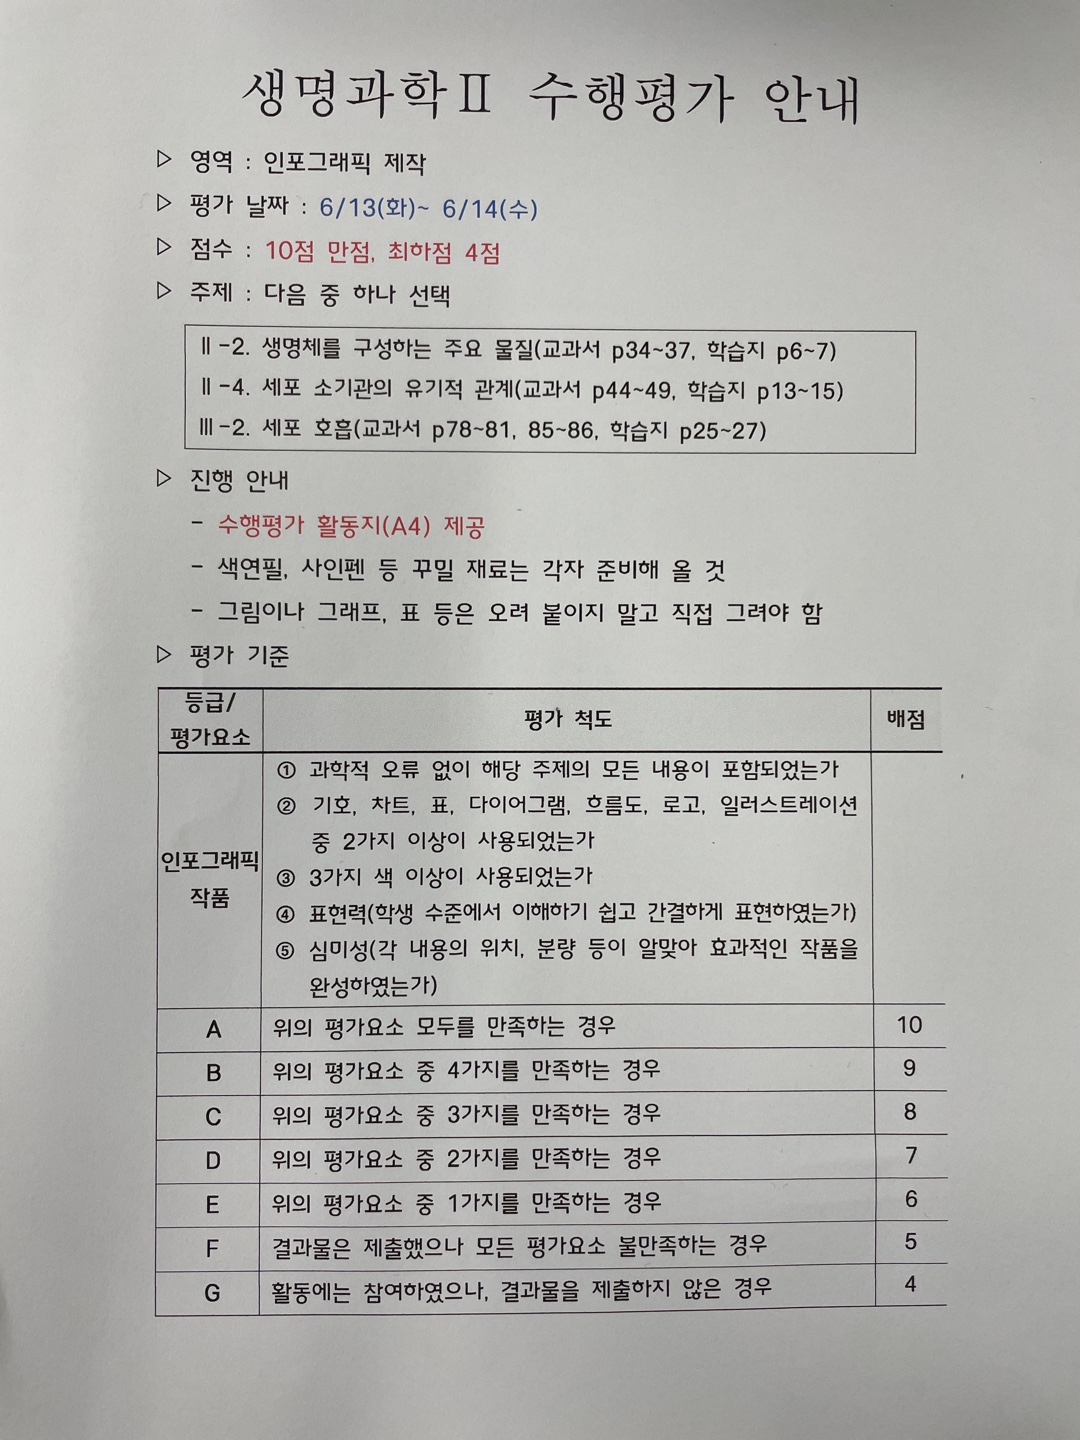 생명과학Ⅱ 수행평가 안내
▷ 영역 : 인포그래픽 제작
▷ 평가 날짜 : 6/13(화)~ 6/14(수)
▷ 점수 : 10점 만점, 최하점 4점
▷ 주제 : 다음 중 하나 선택
Ⅱ-2. 생명체를 구성하는 주요 물질(교과서 p34~37, 학습지 p6~7)
Ⅱ-4. 세포 소기관의 유기적 관계(교과서 p44~49, 학습지 p13~15)
Ⅲ-2. 세포 호흡(교과서 p78~81, 85~86, 학습지 p25~27)
▷ 진행 안내
- 수행평가 활동지(A4) 제공
- 색연필, 사인펜 등 꾸밀 재료는 각자 준비해 올 것
- 그림이나 그래프, 표 등은 오려 붙이지 말고 직접 그려야 함
▷ 평가 기준
등급/
평가요소
평가 척도
배점
인포그래픽
작품
① 과학적 오류 없이 해당 주제의 모든 내용이 포함되었는가
② 기호, 차트, 표, 다이어그램, 흐름도, 로고, 일러스트레이션
중 2가지 이상이 사용되었는가
③ 3가지 색 이상이 사용되었는가
④ 표현력(학생 수준에서 이해하기 쉽고 간결하게 표현하였는가)
⑤ 심미성(각 내용의 위치, 분량 등이 알맞아 효과적인 작품을
완성하였는가)
A 위의 평가요소 모두를 만족하는 경우 10
B 위의 평가요소 중 4가지를 만족하는 경우 9
C 위의 평가요소 중 3가지를 만족하는 경우 8
D 위의 평가요소 중 2가지를 만족하는 경우 7
E 위의 평가요소 중 1가지를 만족하는 경우 6
F 결과물은 제출했으나 모든 평가요소 불만족하는 경우 5
G 활동에는 참여하였으나, 결과물을 제출하지 않은 경우 4